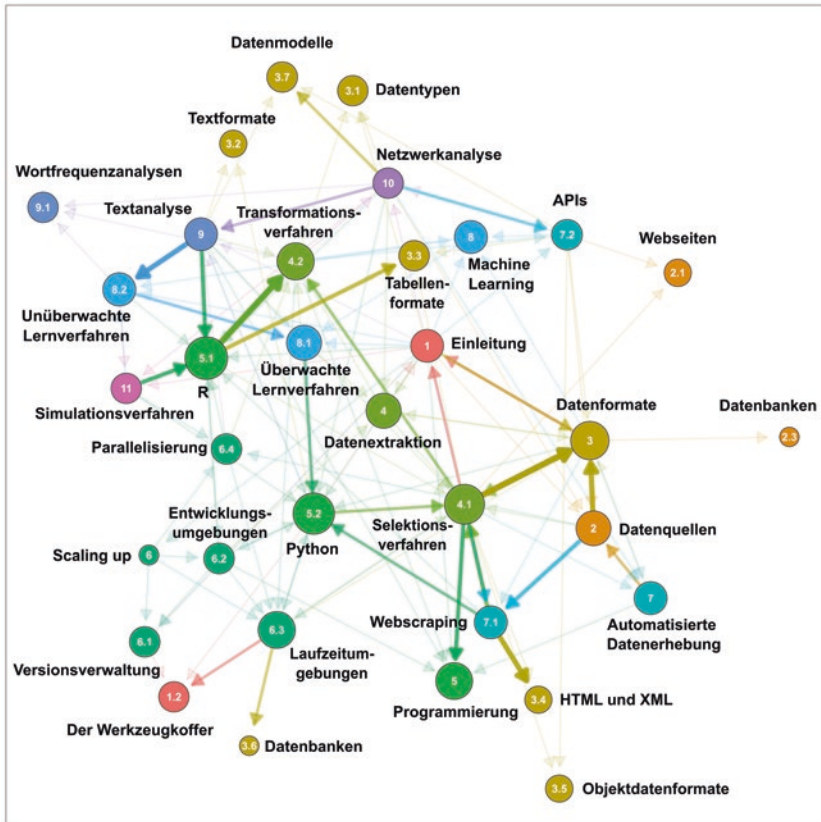 Datenmodelle
3.7
3.1
Datentypen
Textformate
3.2
Netzwerkanalyse
Wortfrequenzanalysen
10
APIs
9.1
Textanalyse
Transformations-
verfahren
9
7.2
Webseiten
8
4.2
3.3
2.1
Machine
Learning
8.2
Tabellen-
formate
Unüberwachte
Lernverfahren
8.1
1
Einleitung
5.1
R
Überwachte
Lernverfahren
11
Simulationsverfahren
4
Datenextraktion
Datenformate
3
Datenbanken
2.3
Parallelisierung
6.4
Entwicklungs-
umgebungen
5.2
Python
4.1
Selektions-
verfahren
2
Datenquellen
Scaling up
6
6.2
7
Automatisierte
Datenerhebung
Webscraping
7.1
6.1
Versionsverwaltung
6.3
Laufzeitum-
gebungen
5
Programmierung
3.4
HTML und XML
1.2
Der Werkzeugkoffer
3.6
Datenbanken
3.5
Objektdatenformate